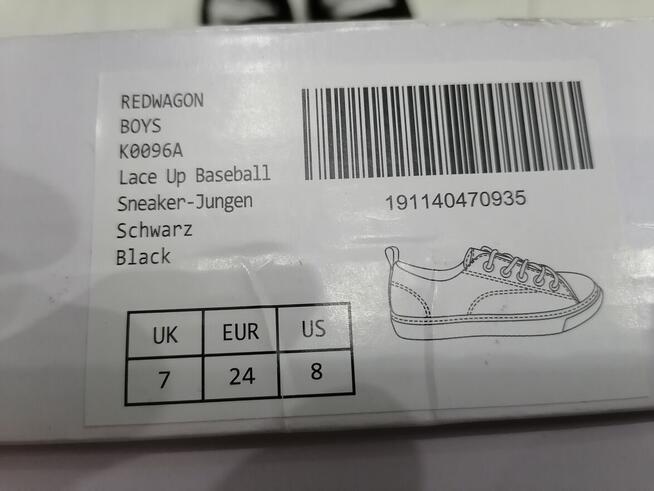 REDWAGON
BOYS
K0096A
Lace Up Baseball
Sneaker-Jungen
Schwarz
Black
191140470935
UK EUR US
7 24 8